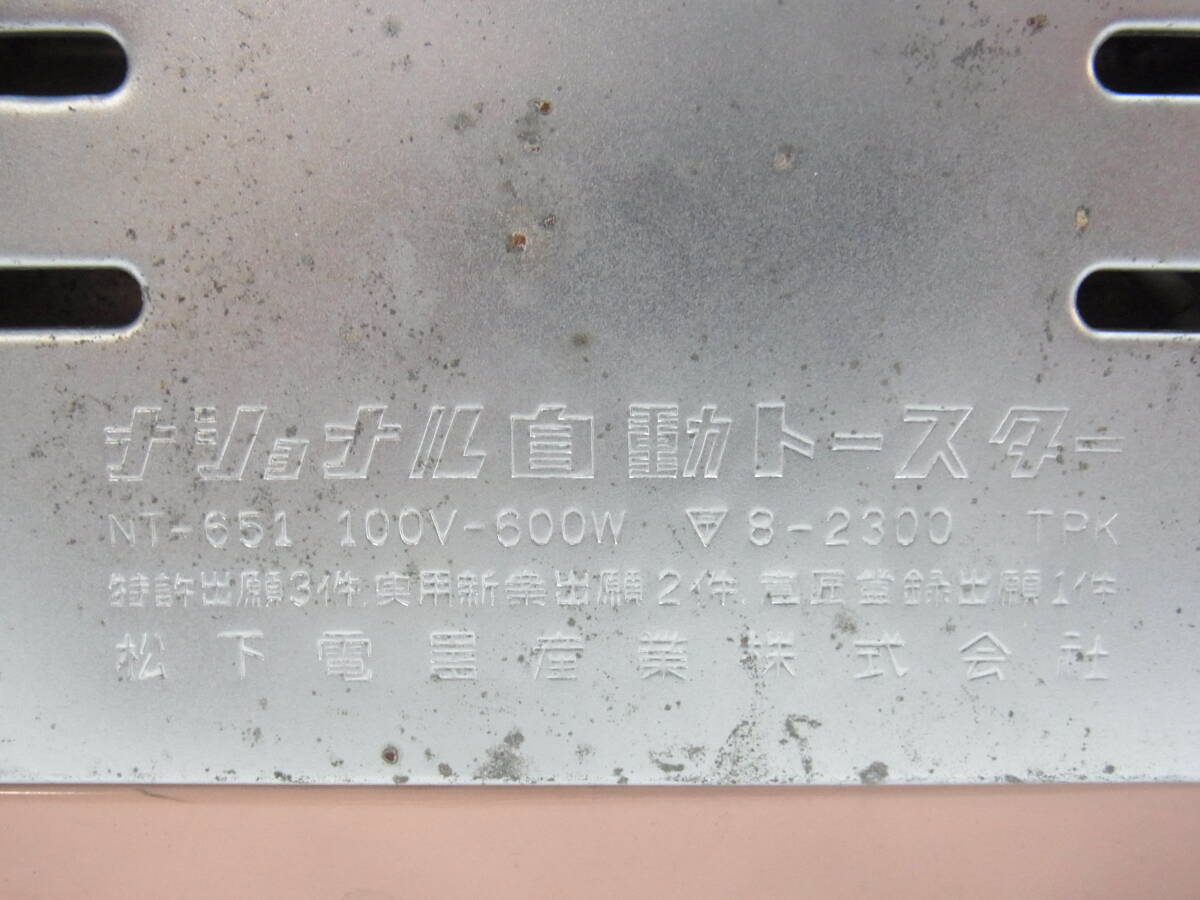 ナショナル自動トースター
NT-651 100V-600W 〒8-2300 TPK
特許出願3件.実用新案出願2件.意匠登録出願1件
松下電器産業株式会社